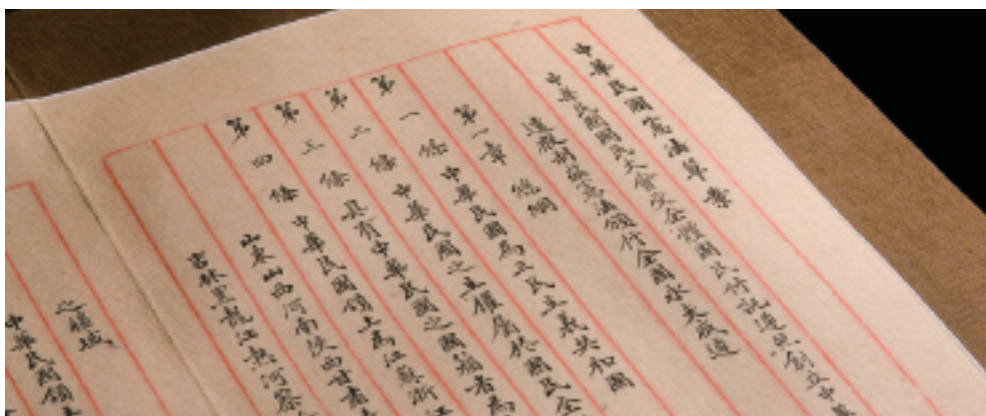 中華民國憲法草案
中華民國國民大會受全體國民付託遵照創立中
遺教制茲憲法頒行全國永矢咸遵
第一章 總綱
第一條 中華民國為三民主義共和國
第二條 中華民國之主權屬於國民全
第三條 具有中華民國之國籍者為
第四條 中華民國領土為江蘇浙江
山東山西河南陝西甘肅
吉林黑龍江熱河察
之領域
中華民國領土